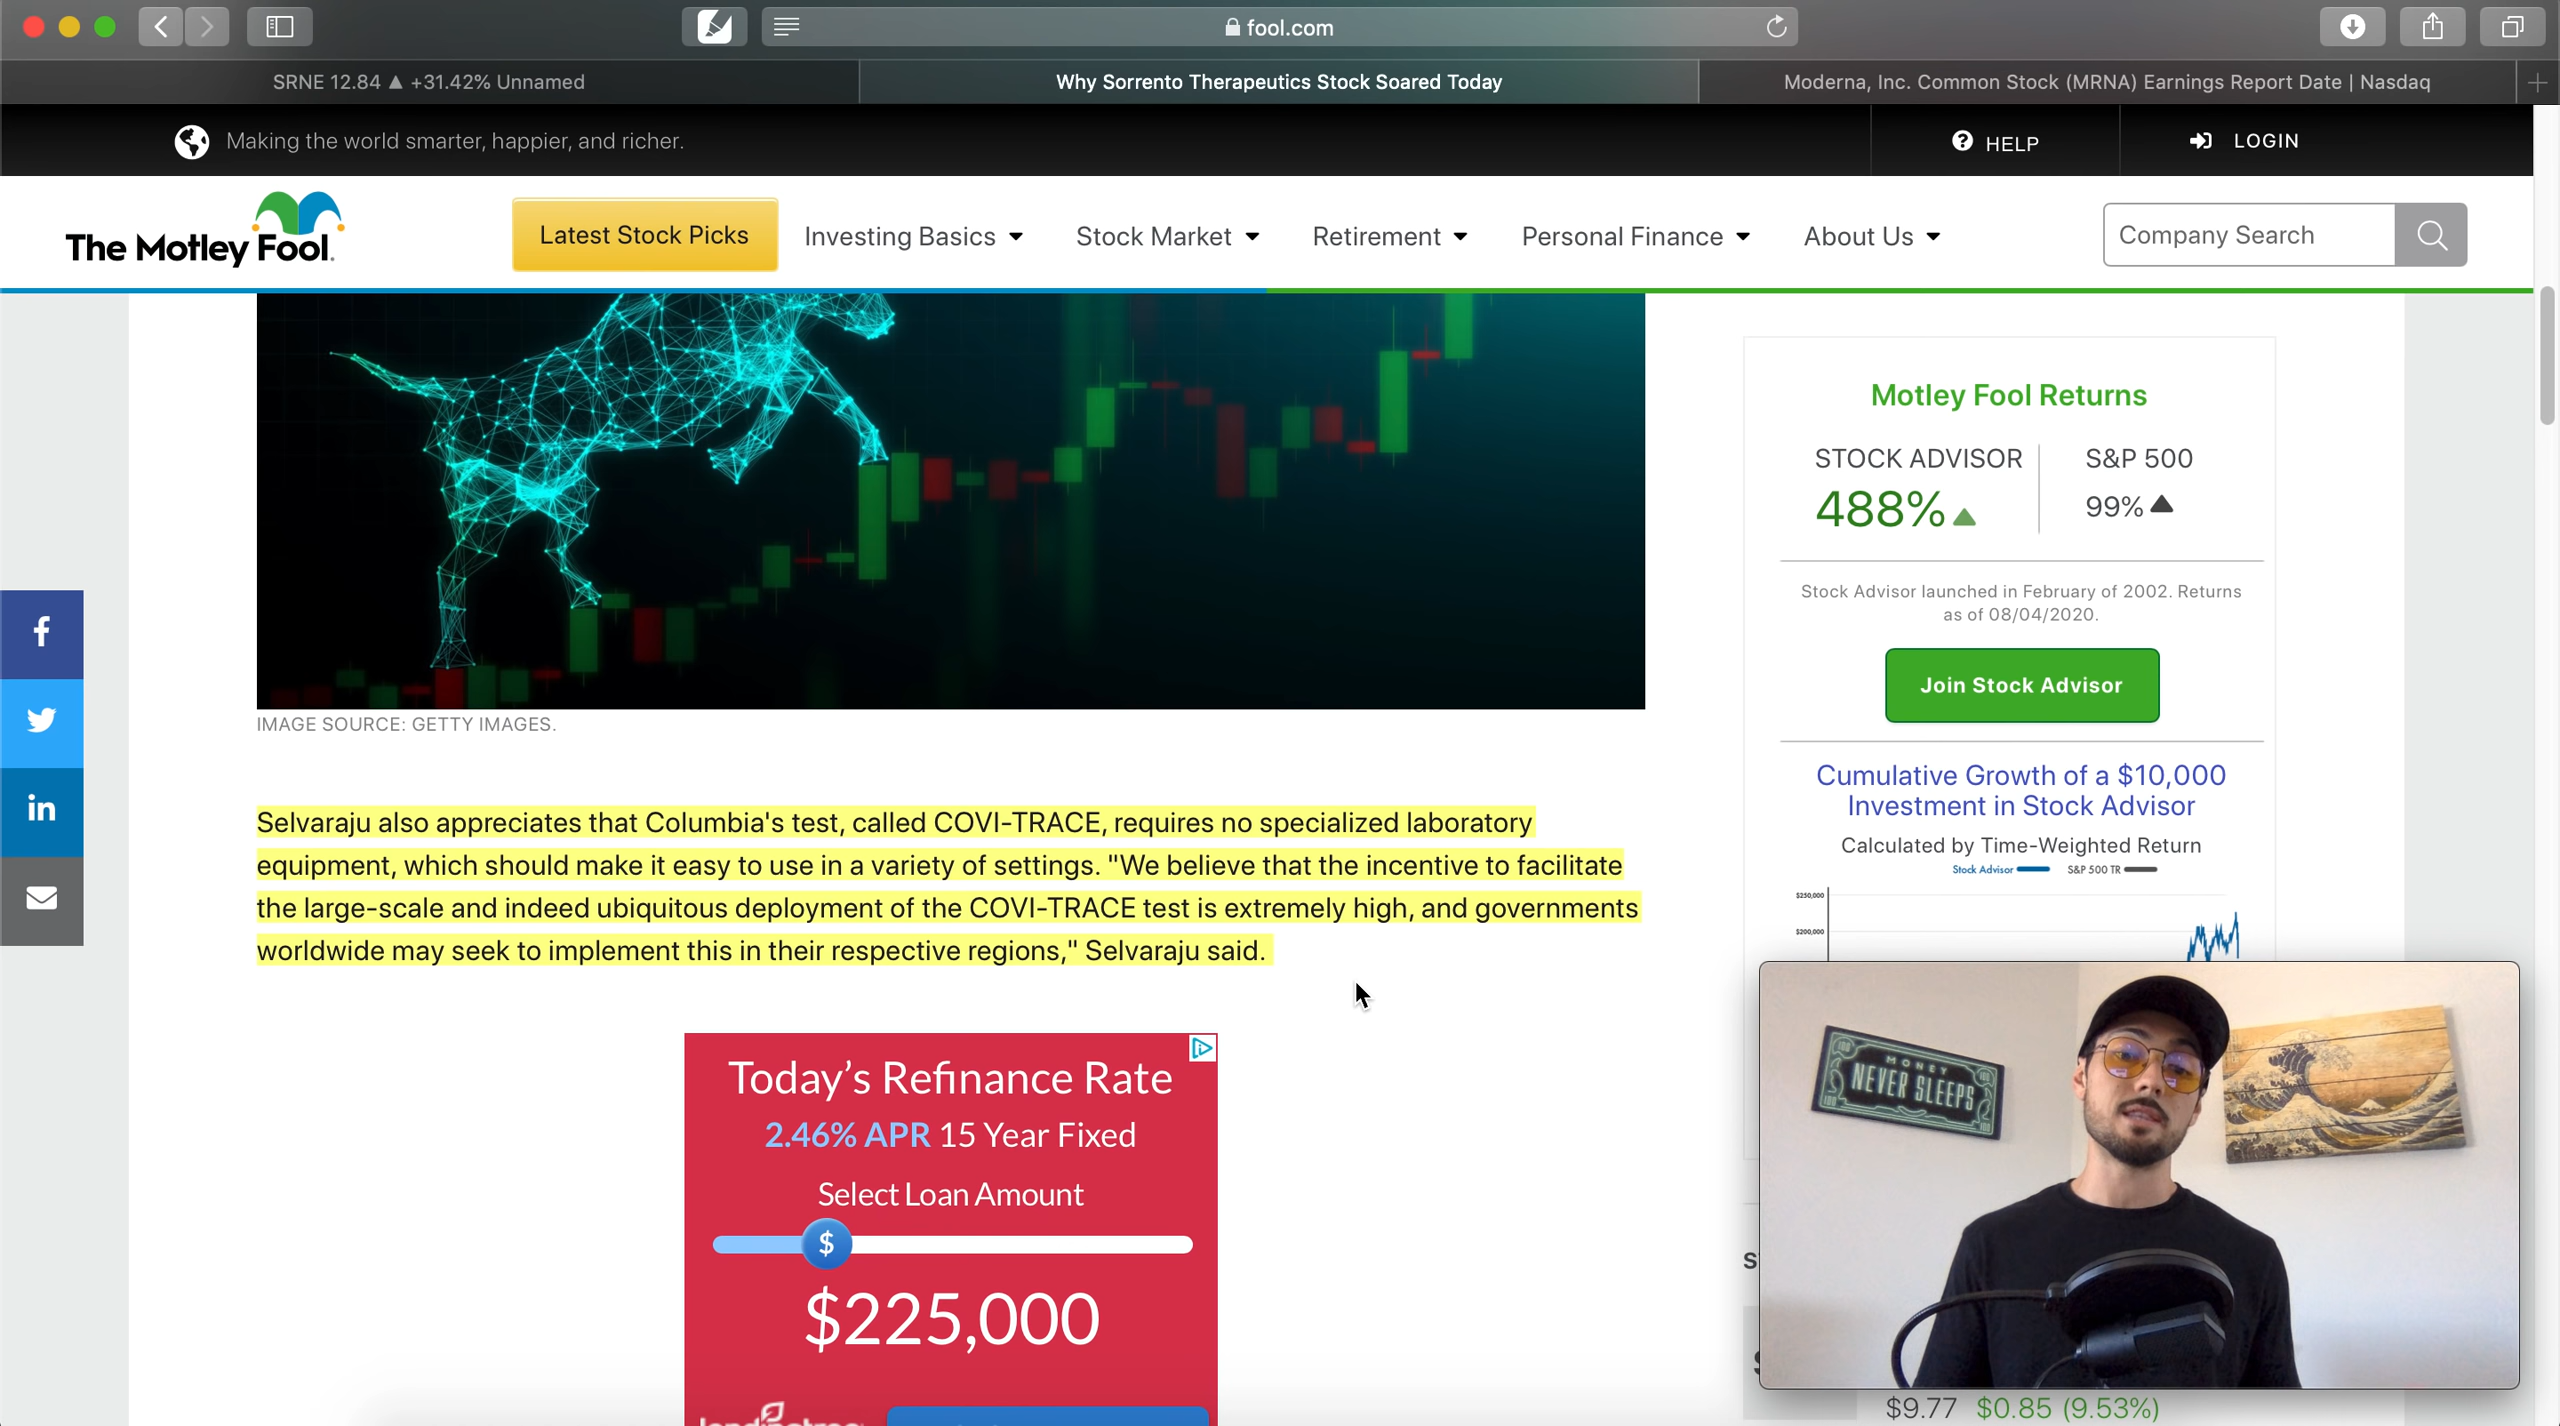 fool.com
SRNE 12.84 ▲ +31.42% Unnamed
Why Sorrento Therapeutics Stock Soared Today
Moderna, Inc. Common Stock (MRNA) Earnings Report Date | Nasdaq
Making the world smarter, happier, and richer.
HELP
LOGIN
The Motley Fool.
Latest Stock Picks
Investing Basics
Stock Market
Retirement
Personal Finance
About Us
Company Search
IMAGE SOURCE: GETTY IMAGES.
Selvaraju also appreciates that Columbia's test, called COVI-TRACE, requires no specialized laboratory
equipment, which should make it easy to use in a variety of settings. "We believe that the incentive to facilitate
the large-scale and indeed ubiquitous deployment of the COVI-TRACE test is extremely high, and governments
worldwide may seek to implement this in their respective regions," Selvaraju said.
Today's Refinance Rate
2.46% APR 15 Year Fixed
Select Loan Amount
$
$225,000
Motley Fool Returns
STOCK ADVISOR
488%
S&P 500
99%
Stock Advisor launched in February of 2002. Returns
as of 08/04/2020.
Join Stock Advisor
Cumulative Growth of a $10,000
Investment in Stock Advisor
Calculated by Time-Weighted Return
Stock Advisor
S&P 500 TR
$250,000
$200,000
MONEY
NEVER SLEEPS
$9.77 $0.85 (9.53%)